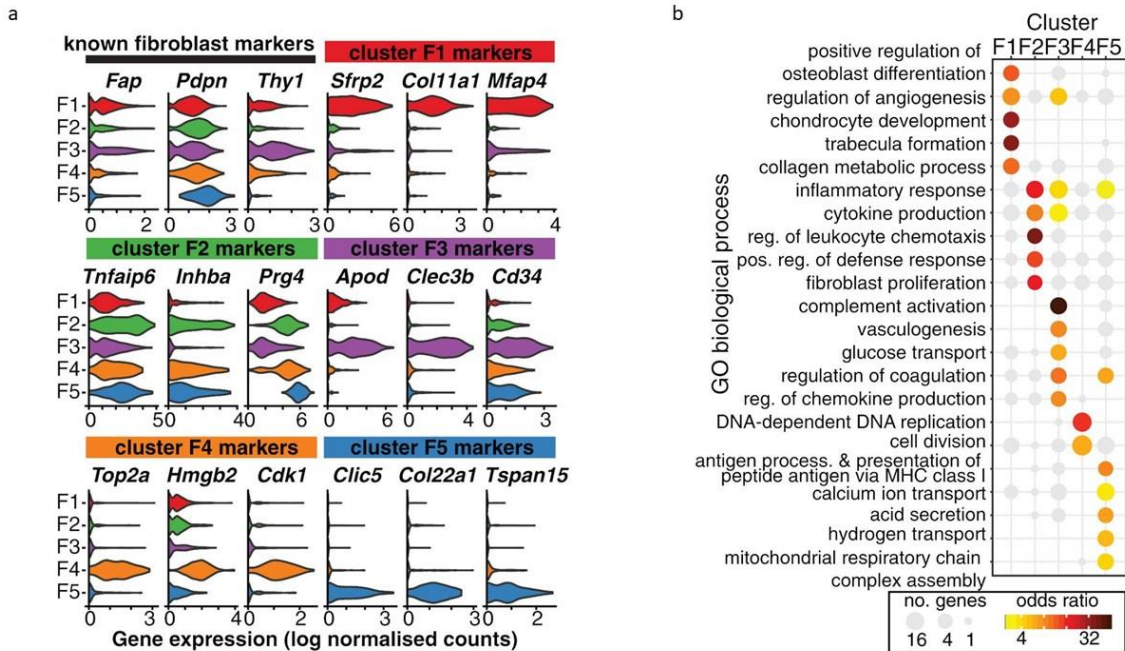 a
known fibroblast markers
cluster F1 markers
Fap Pdpn Thy1 Sfrp2 Col11a1 Mfap4
F1
F2
F3
F4
F5
0 2 0 3 0 3 0 6 0 3 0 4
cluster F2 markers
cluster F3 markers
Tnfaip6 Inhba Prg4 Apod Clec3b Cd34
F1
F2
F3
F4
F5
0 50 40 6 0 6 0 4 0 3
cluster F4 markers
cluster F5 markers
Top2a Hmgb2 Cdk1 Clic5 Col22a1 Tspan15
F1
F2
F3
F4
F5
0 3 0 4 0 2 0 3 0 3 0 2
Gene expression (log normalised counts)
b
Cluster
F1 F2 F3 F4 F5
GO biological process
positive regulation of
osteoblast differentiation
regulation of angiogenesis
chondrocyte development
trabecula formation
collagen metabolic process
inflammatory response
cytokine production
reg. of leukocyte chemotaxis
pos. reg. of defense response
fibroblast proliferation
complement activation
vasculogenesis
glucose transport
regulation of coagulation
reg. of chemokine production
DNA-dependent DNA replication
cell division
antigen process. & presentation of
peptide antigen via MHC class I
calcium ion transport
acid secretion
hydrogen transport
mitochondrial respiratory chain
complex assembly
no. genes
16 4 1
odds ratio
4 32